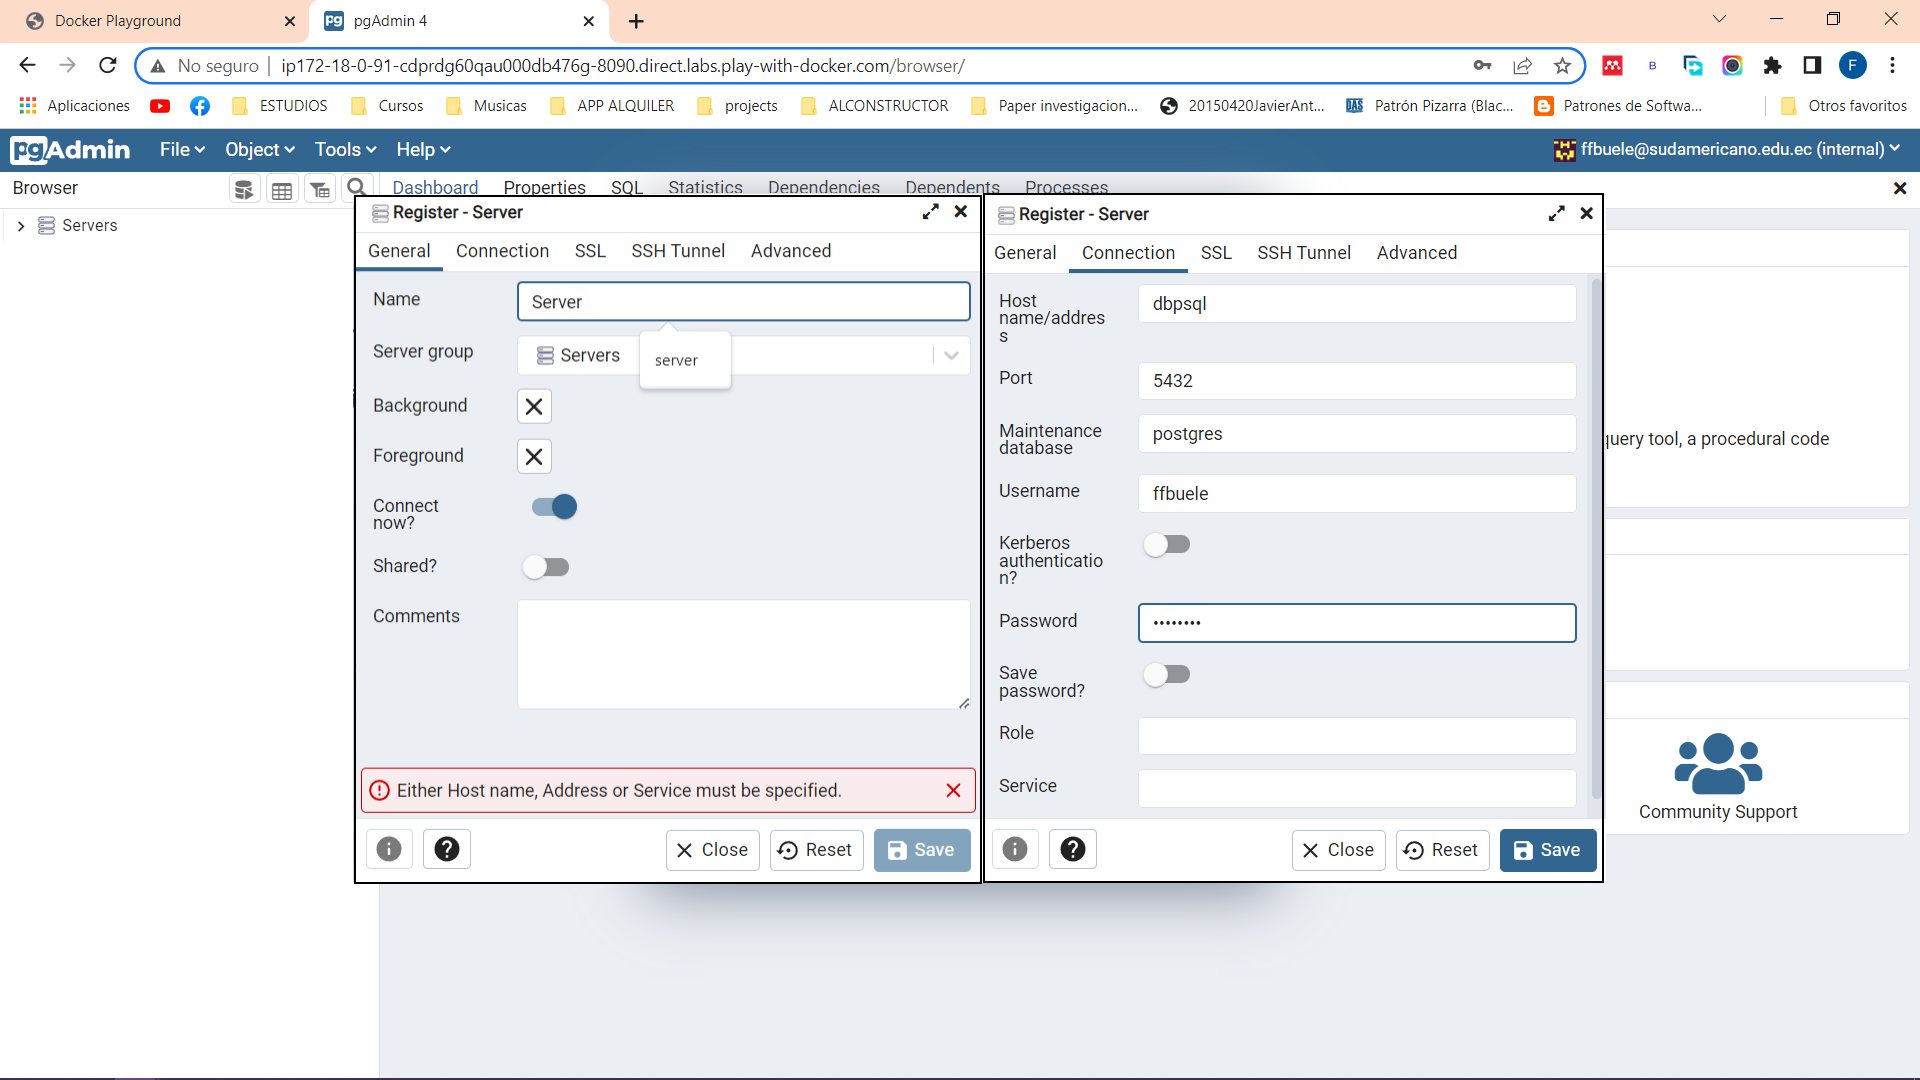 Docker Playground
pgAdmin 4
No seguro
ip172-18-0-91-cdprdg60qau000db476g-8090.direct.labs.play-with-docker.com/browser/
F
Aplicaciones
ESTUDIOS
Cursos
Musicas
APP ALQUILER
projects
ALCONSTRUCTOR
Paper investigacion...
20150420JavierAnt...
Patrón Pizarra (Blac...
Patrones de Softwa...
Otros favoritos
pgAdmin
File
Object
Tools
Help
ffbuele@sudamericano.edu.ec (internal)
Browser
Dashboard
Properties
SQL
Statistics
Dependencies
Dependents
Processes
Servers
Register - Server
General
Connection
SSL
SSH Tunnel
Advanced
Name
Server
server
Server group
Servers
Background
Foreground
Connect
now?
Shared?
Comments
Either Host name, Address or Service must be specified.
Close
Reset
Save
Register - Server
General
Connection
SSL
SSH Tunnel
Advanced
Host
name/addres
s
dbpsql
Port
5432
Maintenance
database
postgres
Username
ffbuele
Kerberos
authenticatio
n?
Password
••••••••
Save
password?
Role
Service
Close
Reset
Save
query tool, a procedural code
Community Support